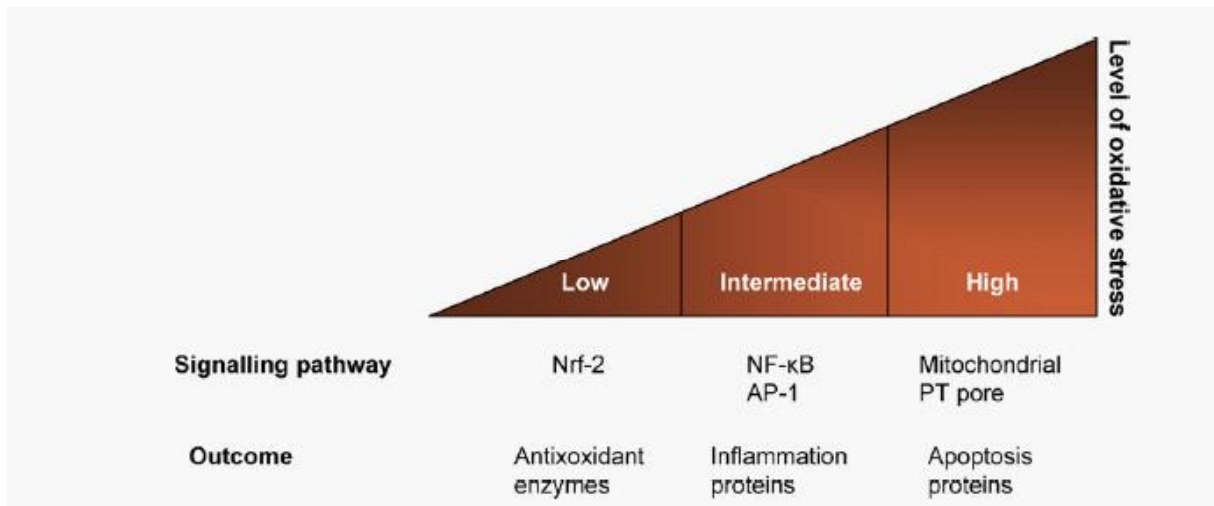 Level of oxidative stress
Low Intermediate High
Signalling pathway Nrf-2 NF-κB Mitochondrial
AP-1 PT pore
Outcome Antixoxidant Inflammation Apoptosis
enzymes proteins proteins